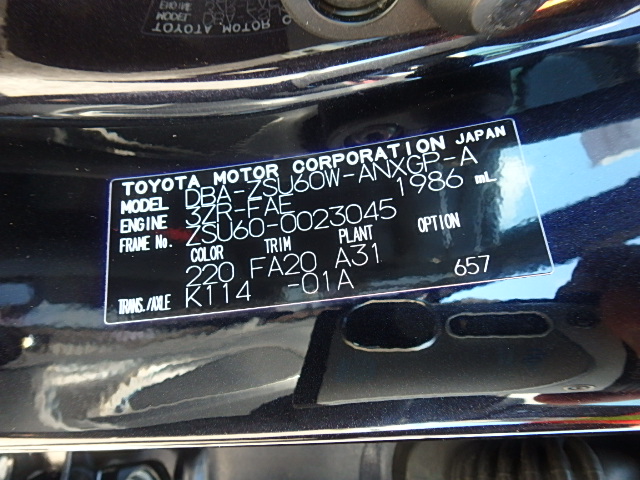 TOYOTA MOTOR CORPORATION JAPAN
MODEL DBA-ZSU60W-ANXGP-A
ENGINE 3ZR-FAE 1986 mL
FRAME No. ZSU60-0023045
COLOR TRIM PLANT OPTION
220 FA20 A31
TRANS./AXLE K114 -01A 657